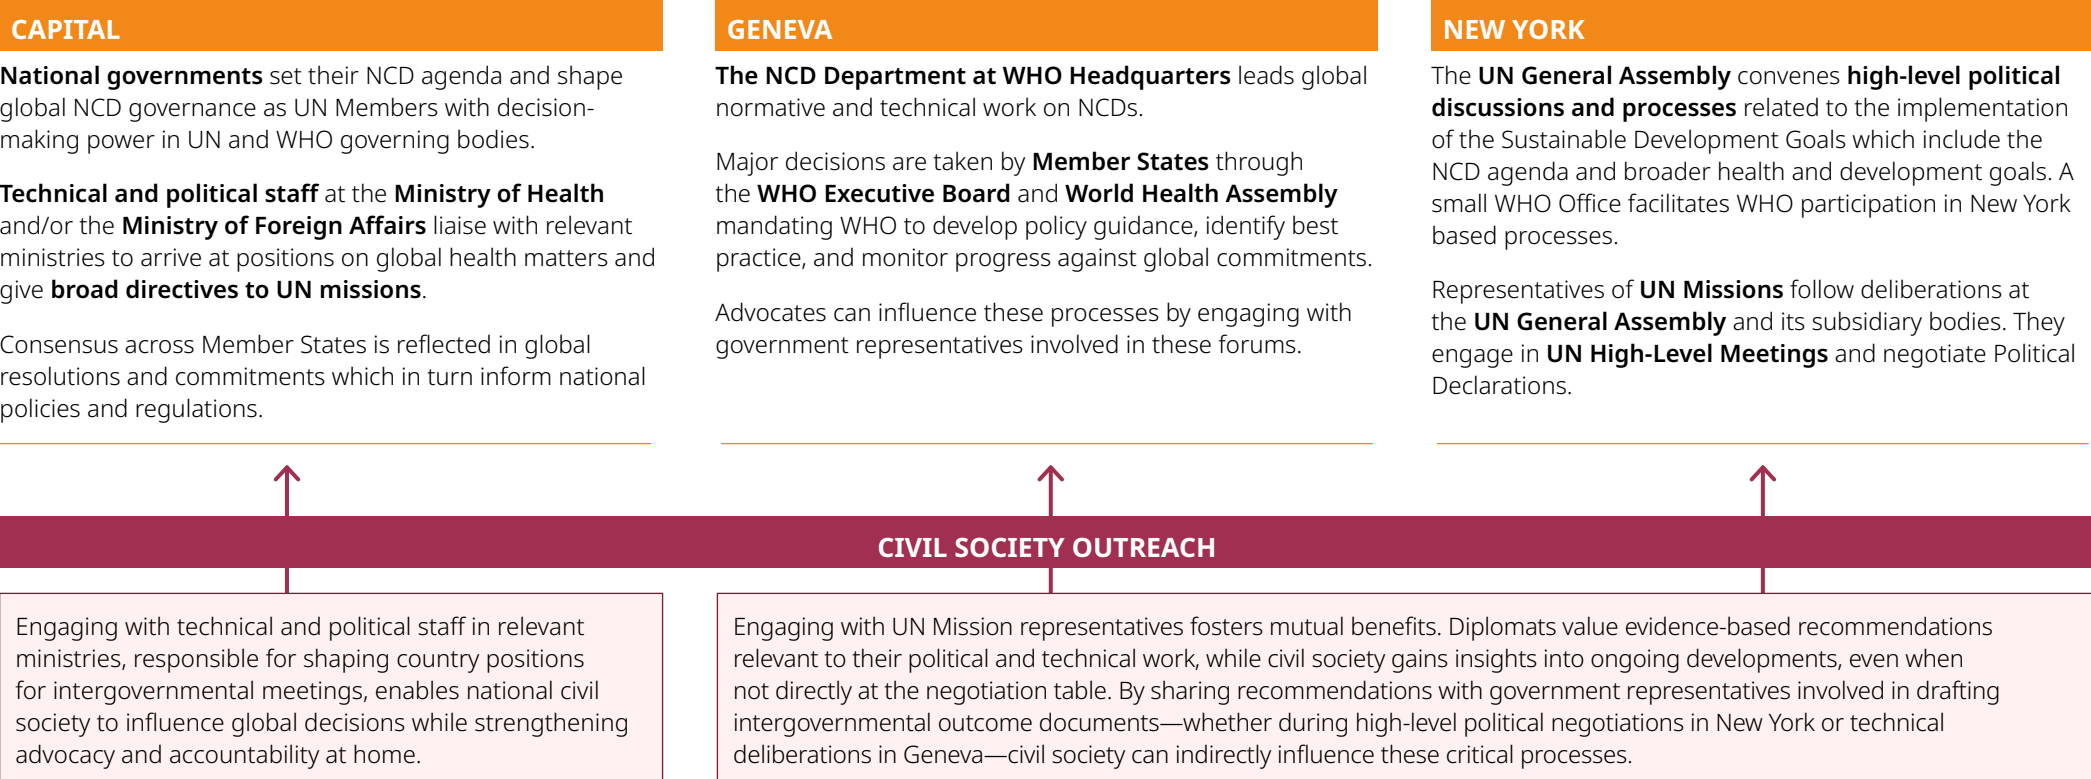 CAPITAL
National governments set their NCD agenda and shape
global NCD governance as UN Members with decision-
making power in UN and WHO governing bodies.
Technical and political staff at the Ministry of Health
and/or the Ministry of Foreign Affairs liaise with relevant
ministries to arrive at positions on global health matters and
give broad directives to UN missions.
Consensus across Member States is reflected in global
resolutions and commitments which in turn inform national
policies and regulations.
GENEVA
The NCD Department at WHO Headquarters leads global
normative and technical work on NCDs.
Major decisions are taken by Member States through
the WHO Executive Board and World Health Assembly
mandating WHO to develop policy guidance, identify best
practice, and monitor progress against global commitments.
Advocates can influence these processes by engaging with
government representatives involved in these forums.
NEW YORK
The UN General Assembly convenes high-level political
discussions and processes related to the implementation
of the Sustainable Development Goals which include the
NCD agenda and broader health and development goals. A
small WHO Office facilitates WHO participation in New York
based processes.
Representatives of UN Missions follow deliberations at
the UN General Assembly and its subsidiary bodies. They
engage in UN High-Level Meetings and negotiate Political
Declarations.
CIVIL SOCIETY OUTREACH
Engaging with technical and political staff in relevant
ministries, responsible for shaping country positions
for intergovernmental meetings, enables national civil
society to influence global decisions while strengthening
advocacy and accountability at home.
Engaging with UN Mission representatives fosters mutual benefits. Diplomats value evidence-based recommendations
relevant to their political and technical work, while civil society gains insights into ongoing developments, even when
not directly at the negotiation table. By sharing recommendations with government representatives involved in drafting
intergovernmental outcome documents—whether during high-level political negotiations in New York or technical
deliberations in Geneva—civil society can indirectly influence these critical processes.